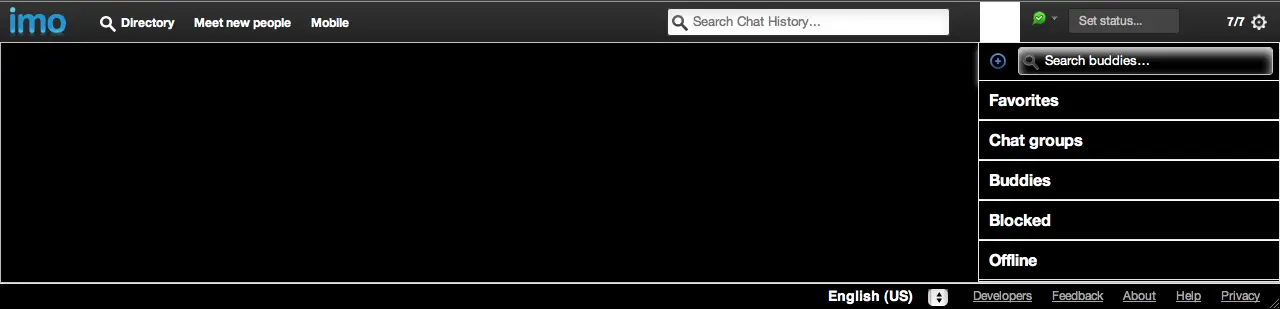 imo Directory Meet new people Mobile Search Chat History... Set status... 7/7
Search buddies...
Favorites
Chat groups
Buddies
Blocked
Offline
English (US) Developers Feedback About Help Privacy